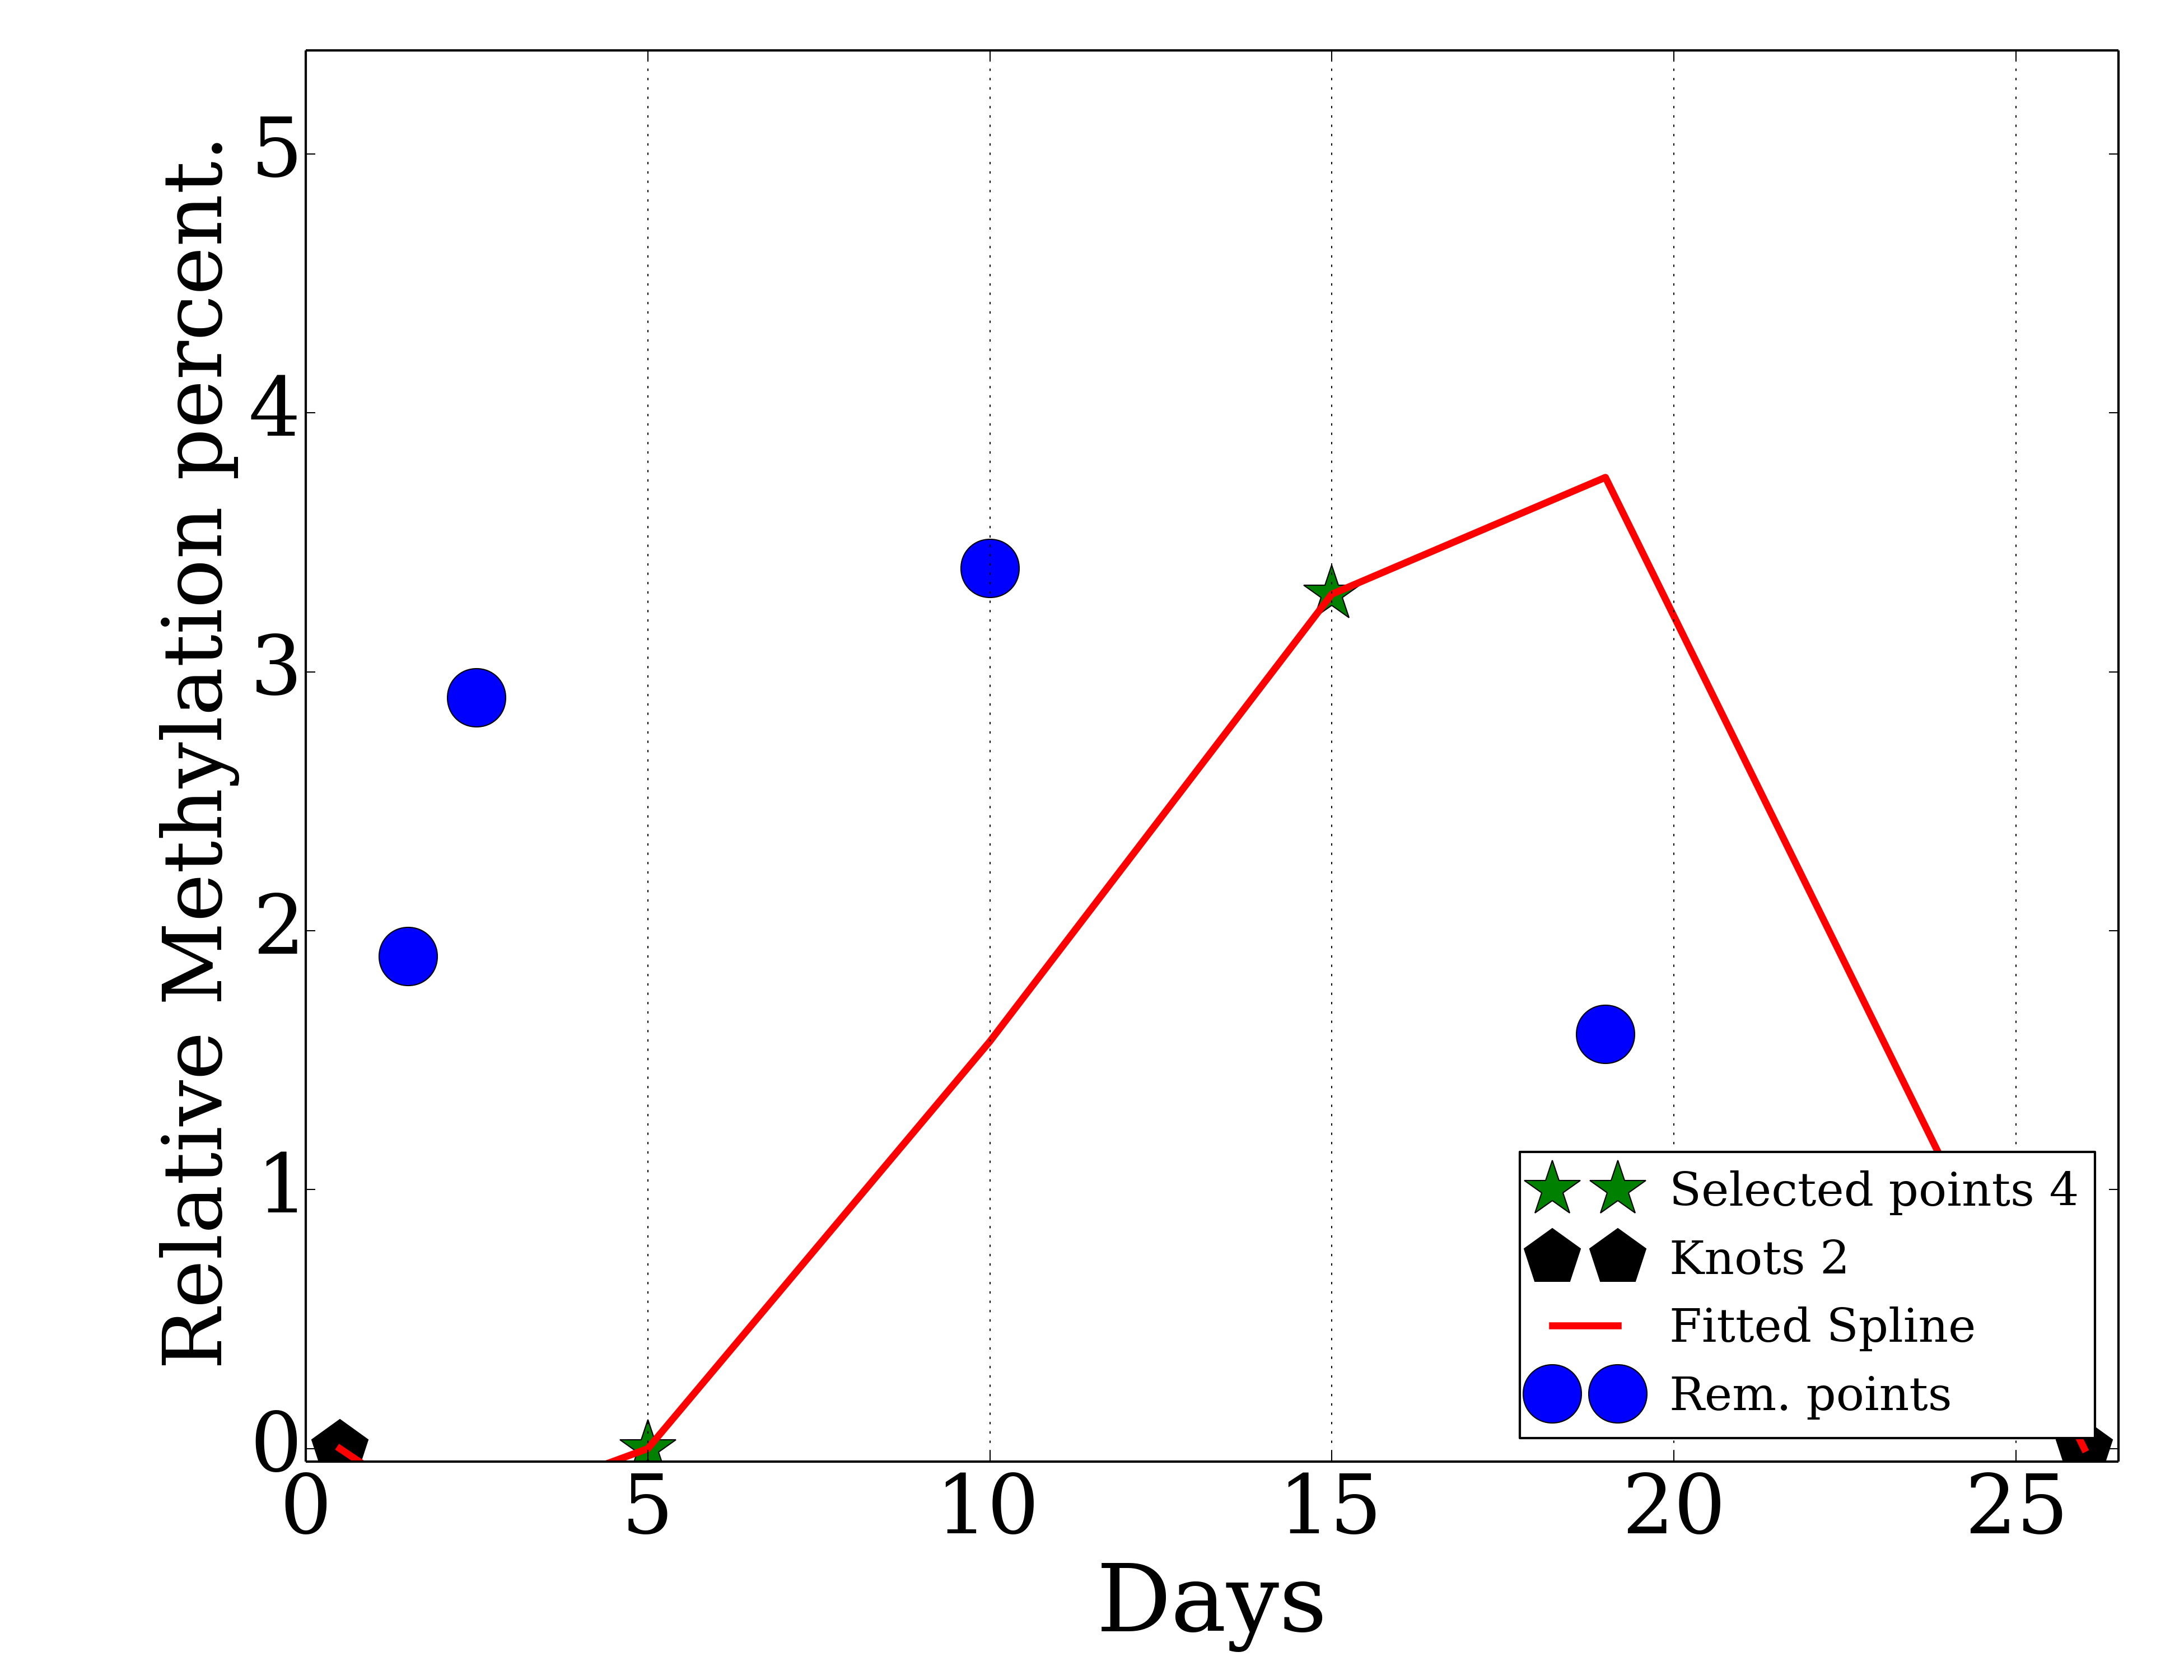 Relative Methylation percent.
5
4
3
2
1
0
0 5 10 15 20 25
Days
Selected points 4
Knots 2
Fitted Spline
Rem. points